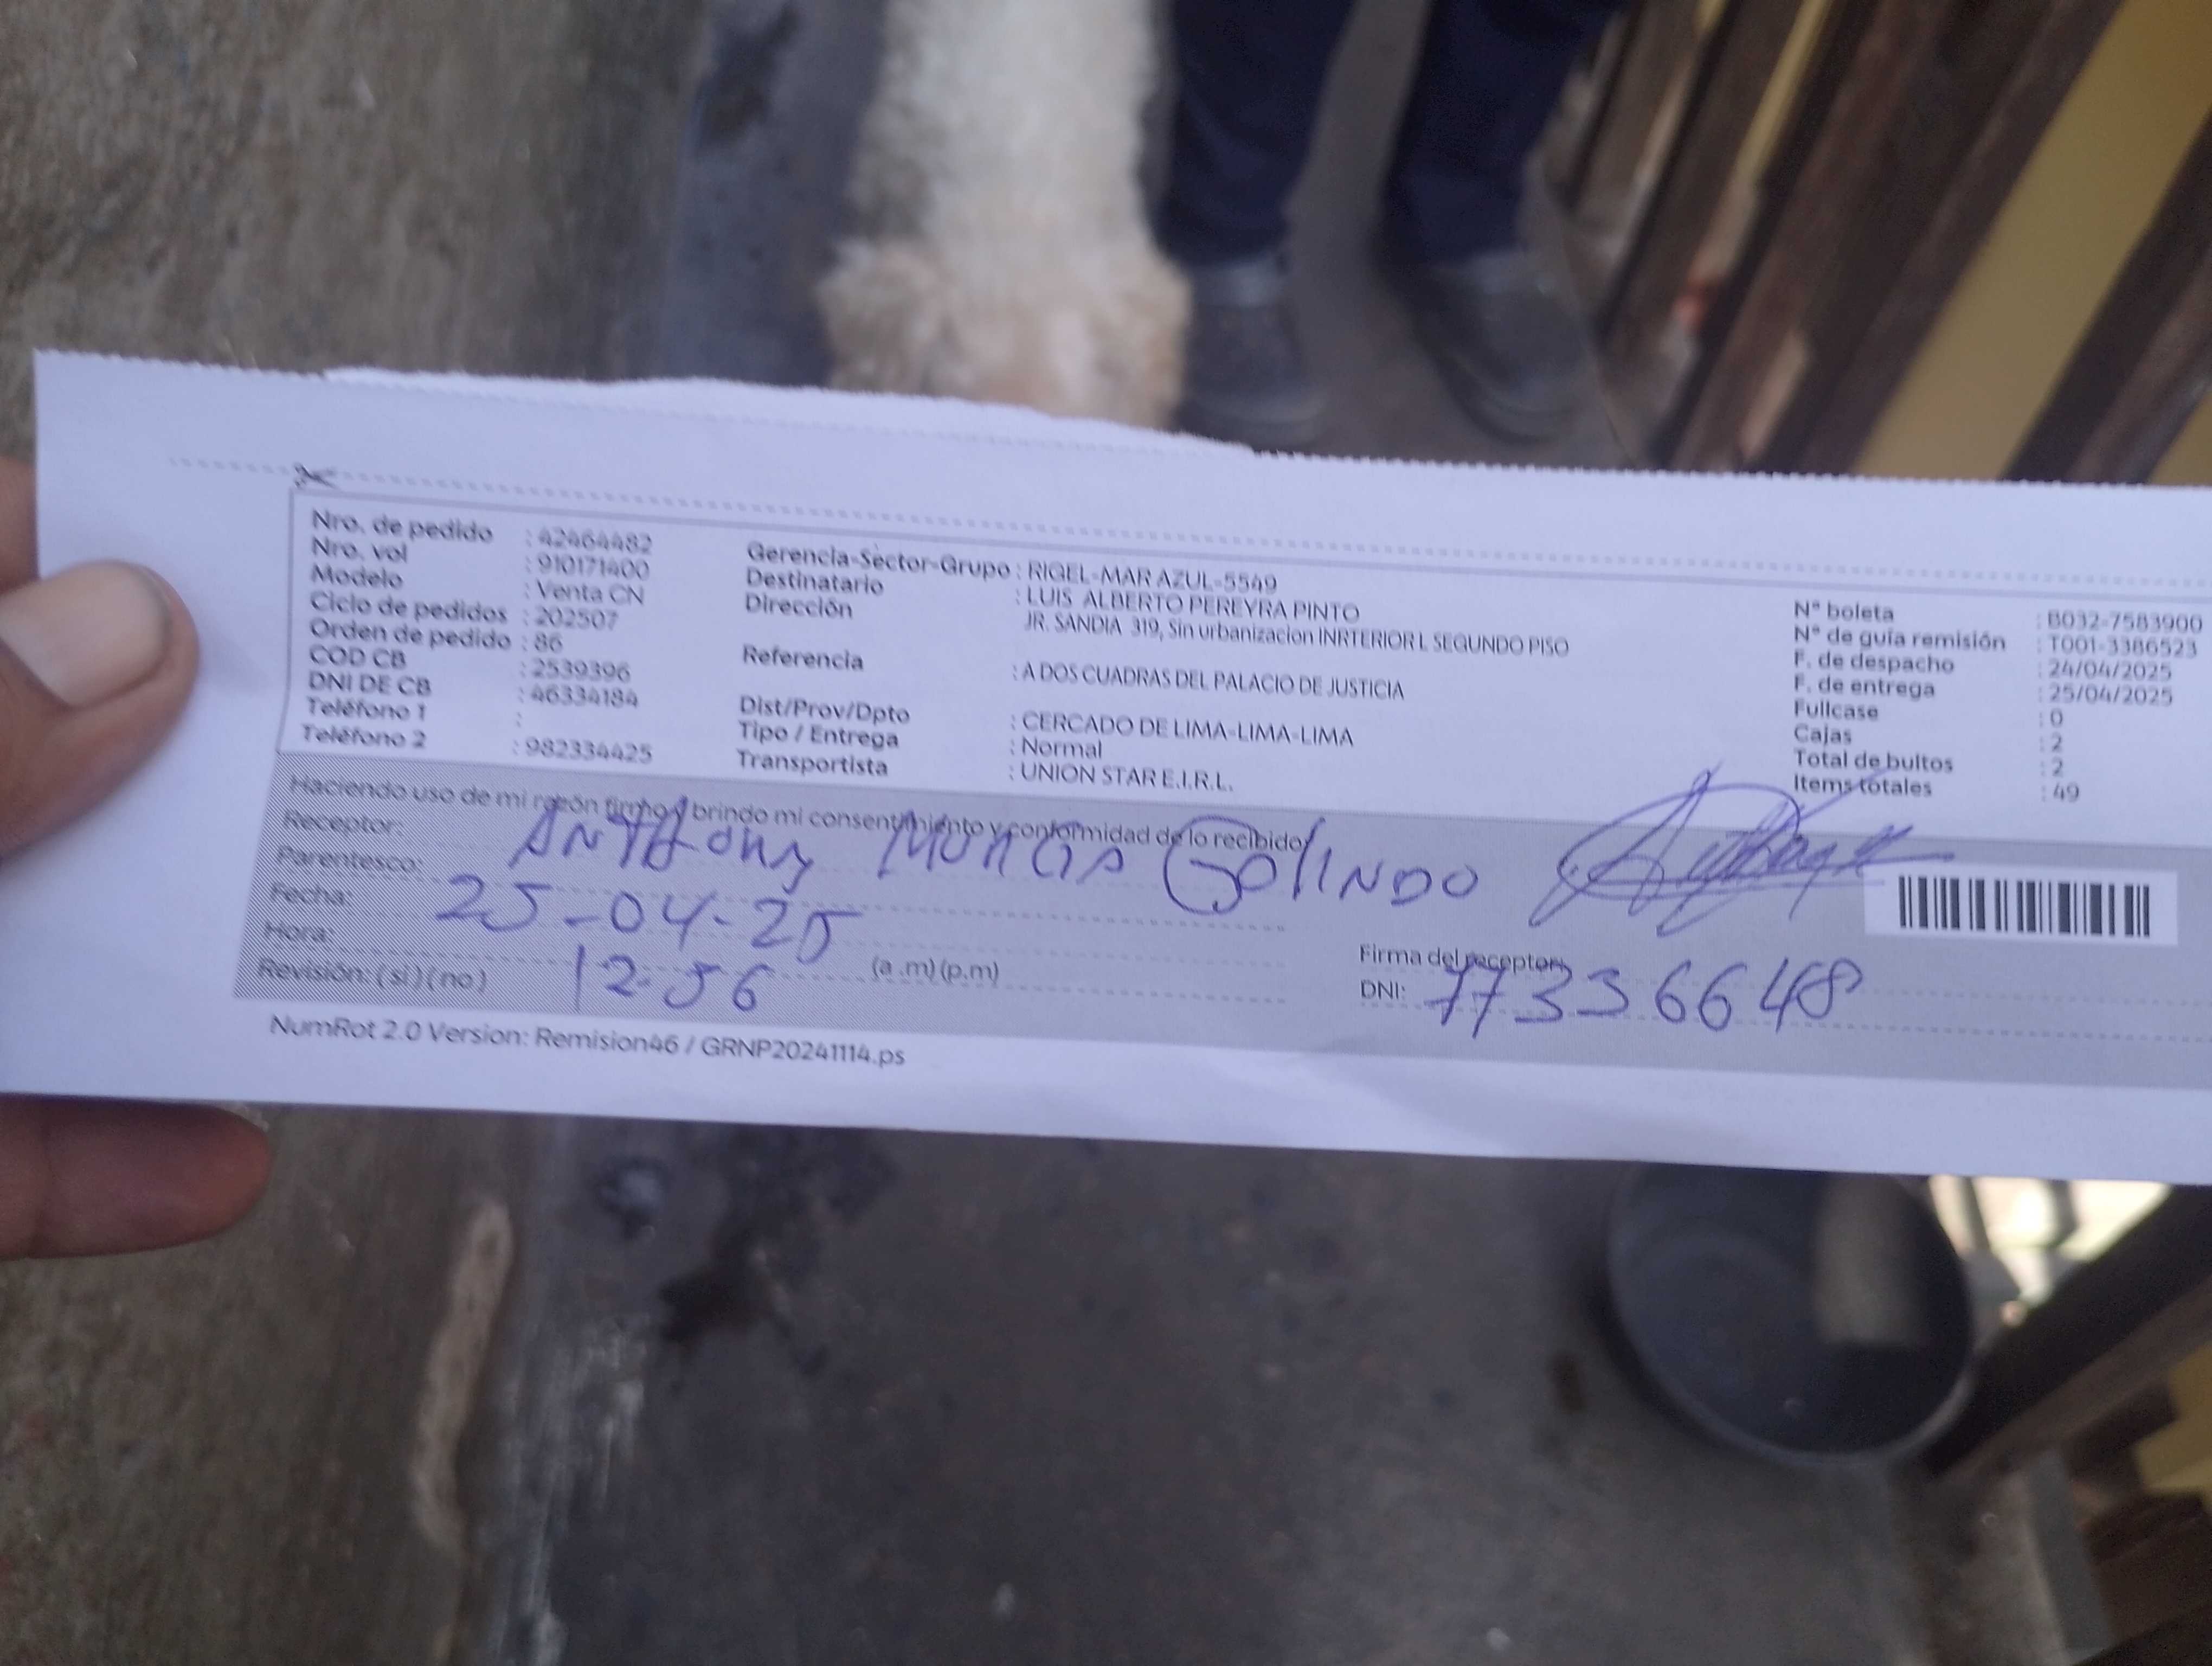 Nro. de pedido : 42464482
Nro. vol : 910171400
Modelo : Venta CN
Ciclo de pedidos : 202507
Orden de pedido : 86
COD CB : 2539396
DNI DE CB : 46334184
Teléfono 1 :
Teléfono 2 : 982334425
Gerencia-Sector-Grupo : RIGEL-MAR AZUL-5549
Destinatario : LUIS ALBERTO PEREYRA PINTO
Dirección JR. SANDIA 319, Sin urbanizacion INRTERIOR L SEGUNDO PISO
Referencia : A DOS CUADRAS DEL PALACIO DE JUSTICIA
Dist/Prov/Dpto : CERCADO DE LIMA-LIMA-LIMA
Tipo / Entrega : Normal
Transportista : UNION STAR E.I.R.L.
N° boleta : B032-7583900
N° de guía remisión : T001-3386523
F. de despacho : 24/04/2025
F. de entrega : 25/04/2025
Fullcase : 0
Cajas : 2
Total de bultos : 2
Items totales : 49
Haciendo uso de mi razón firmo y brindo mi consentimiento y conformidad de lo recibido
Receptor: ANTHONY GOLINDO
Parentesco:
Fecha: 25-04-25
Hora: 12-56 (a.m) (p.m)
Revisión: (si) (no)
Firma del receptor:
DNI: 77336648
NumRot 2.0 Version: Remision46 / GRNP20241114.ps